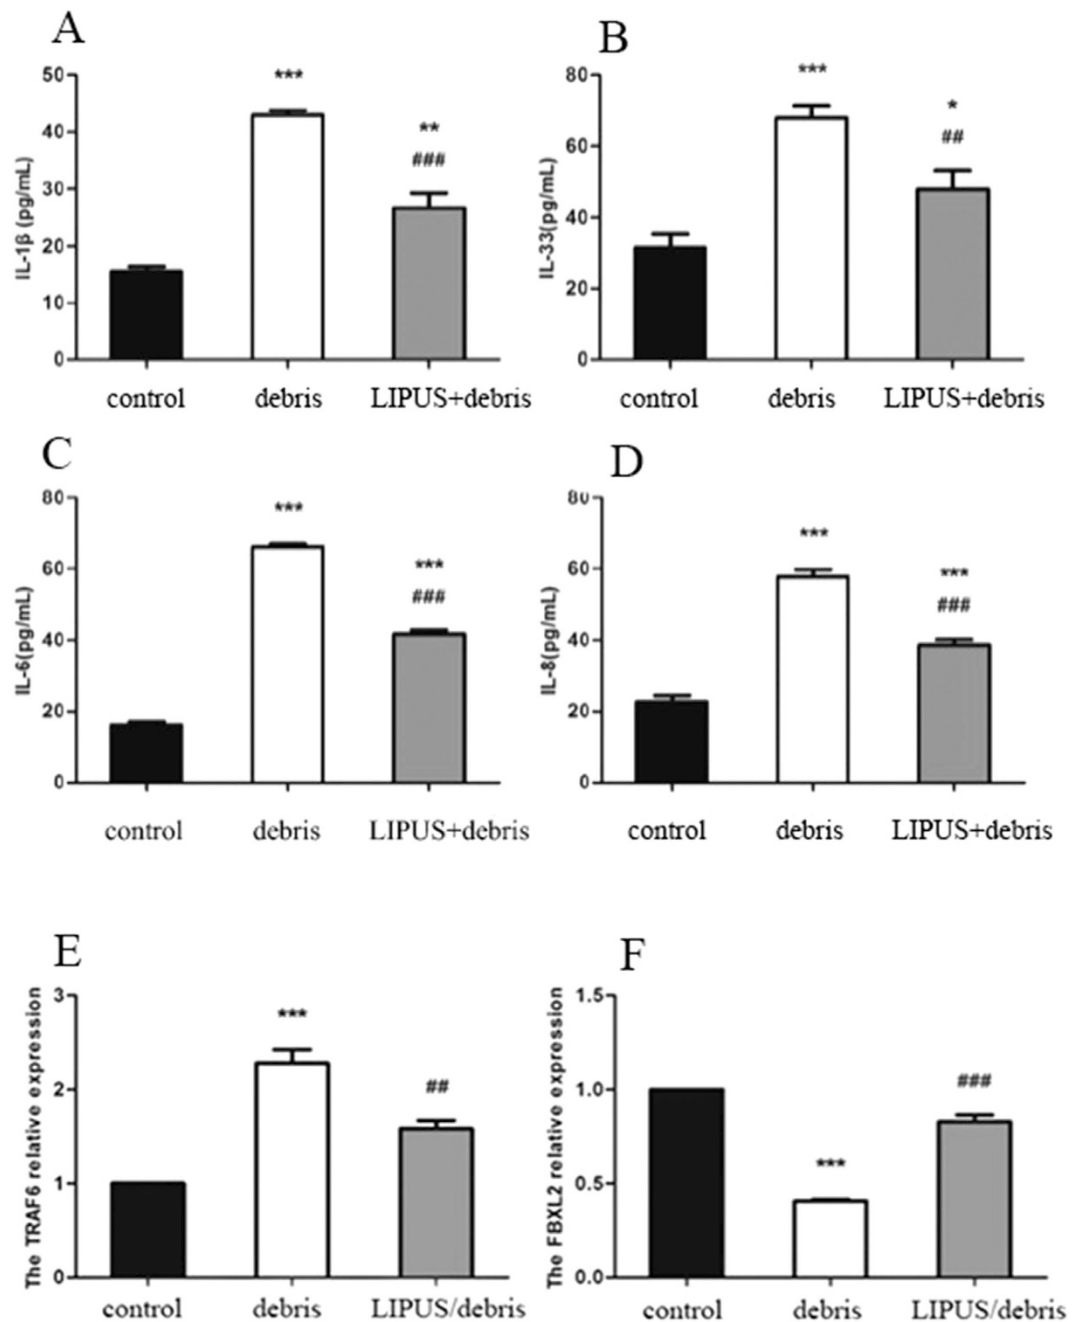 A
50
40
30
20
10
0
IL-1β (pg/mL)
***
**
###
control debris LIPUS+debris
B
80
60
40
20
0
IL-33(pg/mL)
***
*
##
control debris LIPUS+debris
C
80
60
40
20
0
IL-6(pg/mL)
***
***
###
control debris LIPUS+debris
D
80
60
40
20
0
IL-8(pg/mL)
***
***
###
control debris LIPUS+debris
E
3
2
1
0
The TRAF6 relative expression
***
##
control debris LIPUS/debris
F
1.5
1.0
0.5
0.0
The FBXL2 relative expression
***
###
control debris LIPUS/debris